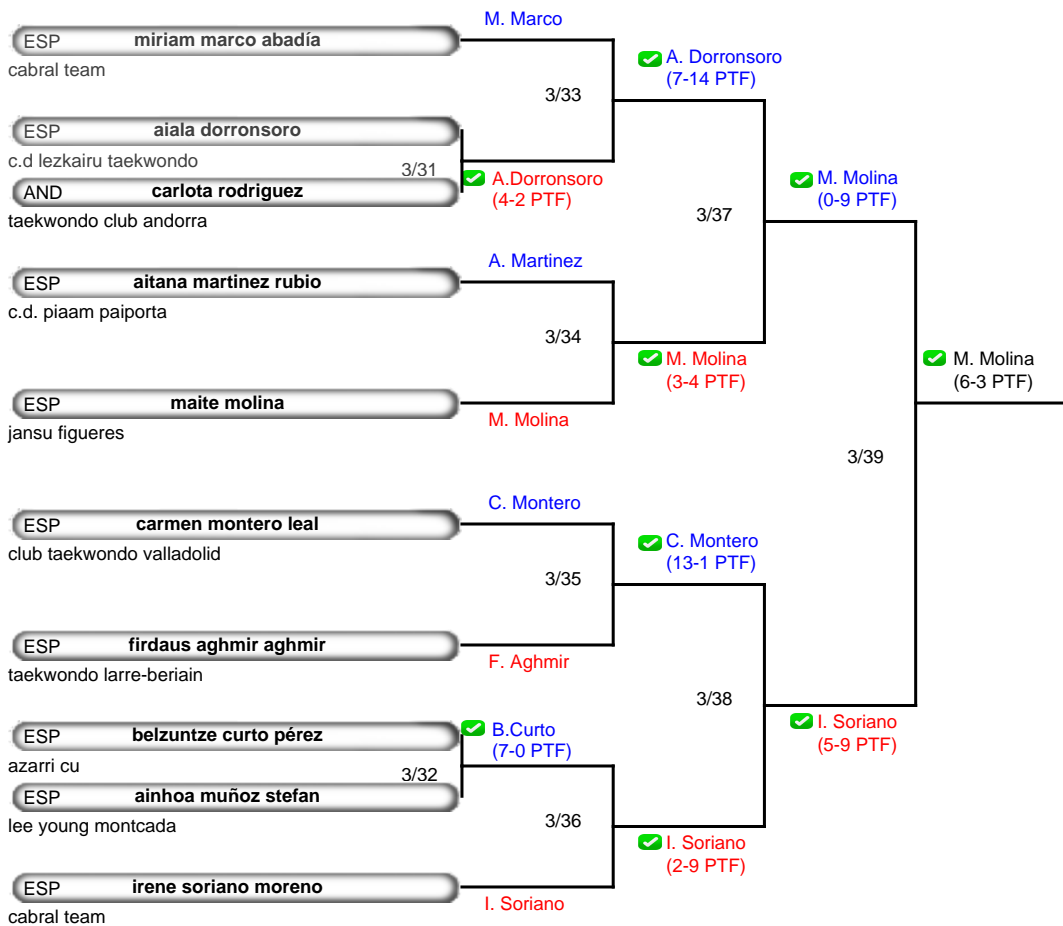 M. Marco
ESP miriam marco abadía
cabral team
A. Dorronsoro
(7-14 PTF)
3/33
ESP aiala dorronsoro
c.d lezkairu taekwondo
3/31
A.Dorronsoro
(4-2 PTF)
AND carlota rodriguez
taekwondo club andorra
M. Molina
(0-9 PTF)
3/37
A. Martinez
ESP aitana martinez rubio
c.d. piaam paiporta
3/34
M. Molina
(3-4 PTF)
M. Molina
(6-3 PTF)
ESP maite molina
jansu figueres
M. Molina
3/39
C. Montero
ESP carmen montero leal
club taekwondo valladolid
C. Montero
(13-1 PTF)
3/35
ESP firdaus aghmir aghmir
taekwondo larre-beriain
F. Aghmir
3/38
I. Soriano
(5-9 PTF)
ESP belzuntze curto pérez
azarri cu
B.Curto
(7-0 PTF)
3/32
ESP ainhoa muñoz stefan
lee young montcada
3/36
I. Soriano
(2-9 PTF)
ESP irene soriano moreno
cabral team
I. Soriano